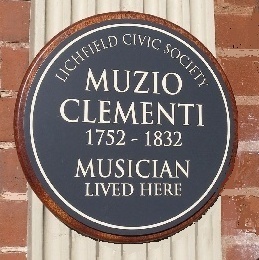 LICHFIELD CIVIC SOCIETY
MUZIO
CLEMENTI
1752 - 1832
MUSICIAN
LIVED HERE